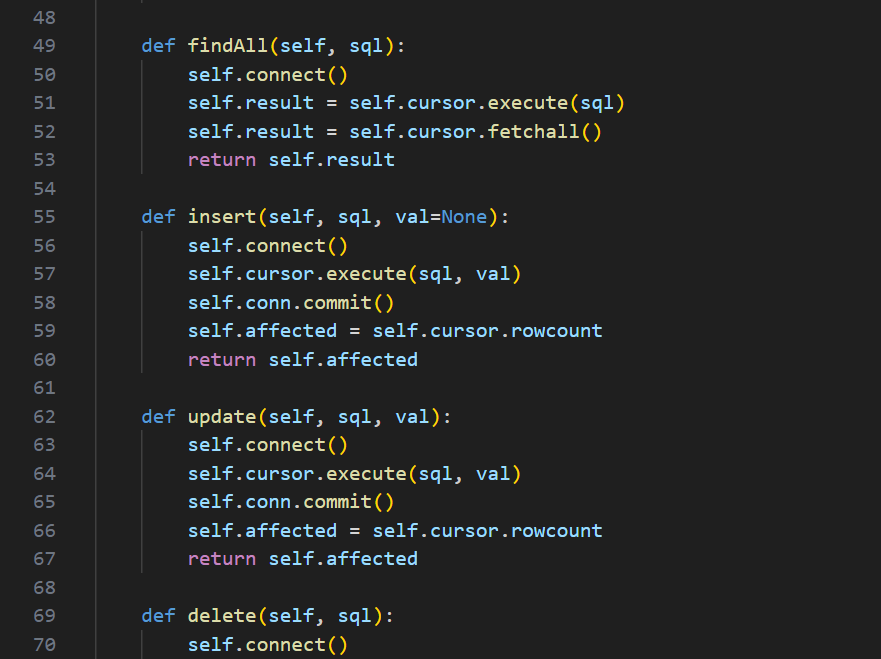 48
49 def findAll(self, sql):
50 self.connect()
51 self.result = self.cursor.execute(sql)
52 self.result = self.cursor.fetchall()
53 return self.result
54
55 def insert(self, sql, val=None):
56 self.connect()
57 self.cursor.execute(sql, val)
58 self.conn.commit()
59 self.affected = self.cursor.rowcount
60 return self.affected
61
62 def update(self, sql, val):
63 self.connect()
64 self.cursor.execute(sql, val)
65 self.conn.commit()
66 self.affected = self.cursor.rowcount
67 return self.affected
68
69 def delete(self, sql):
70 self.connect()